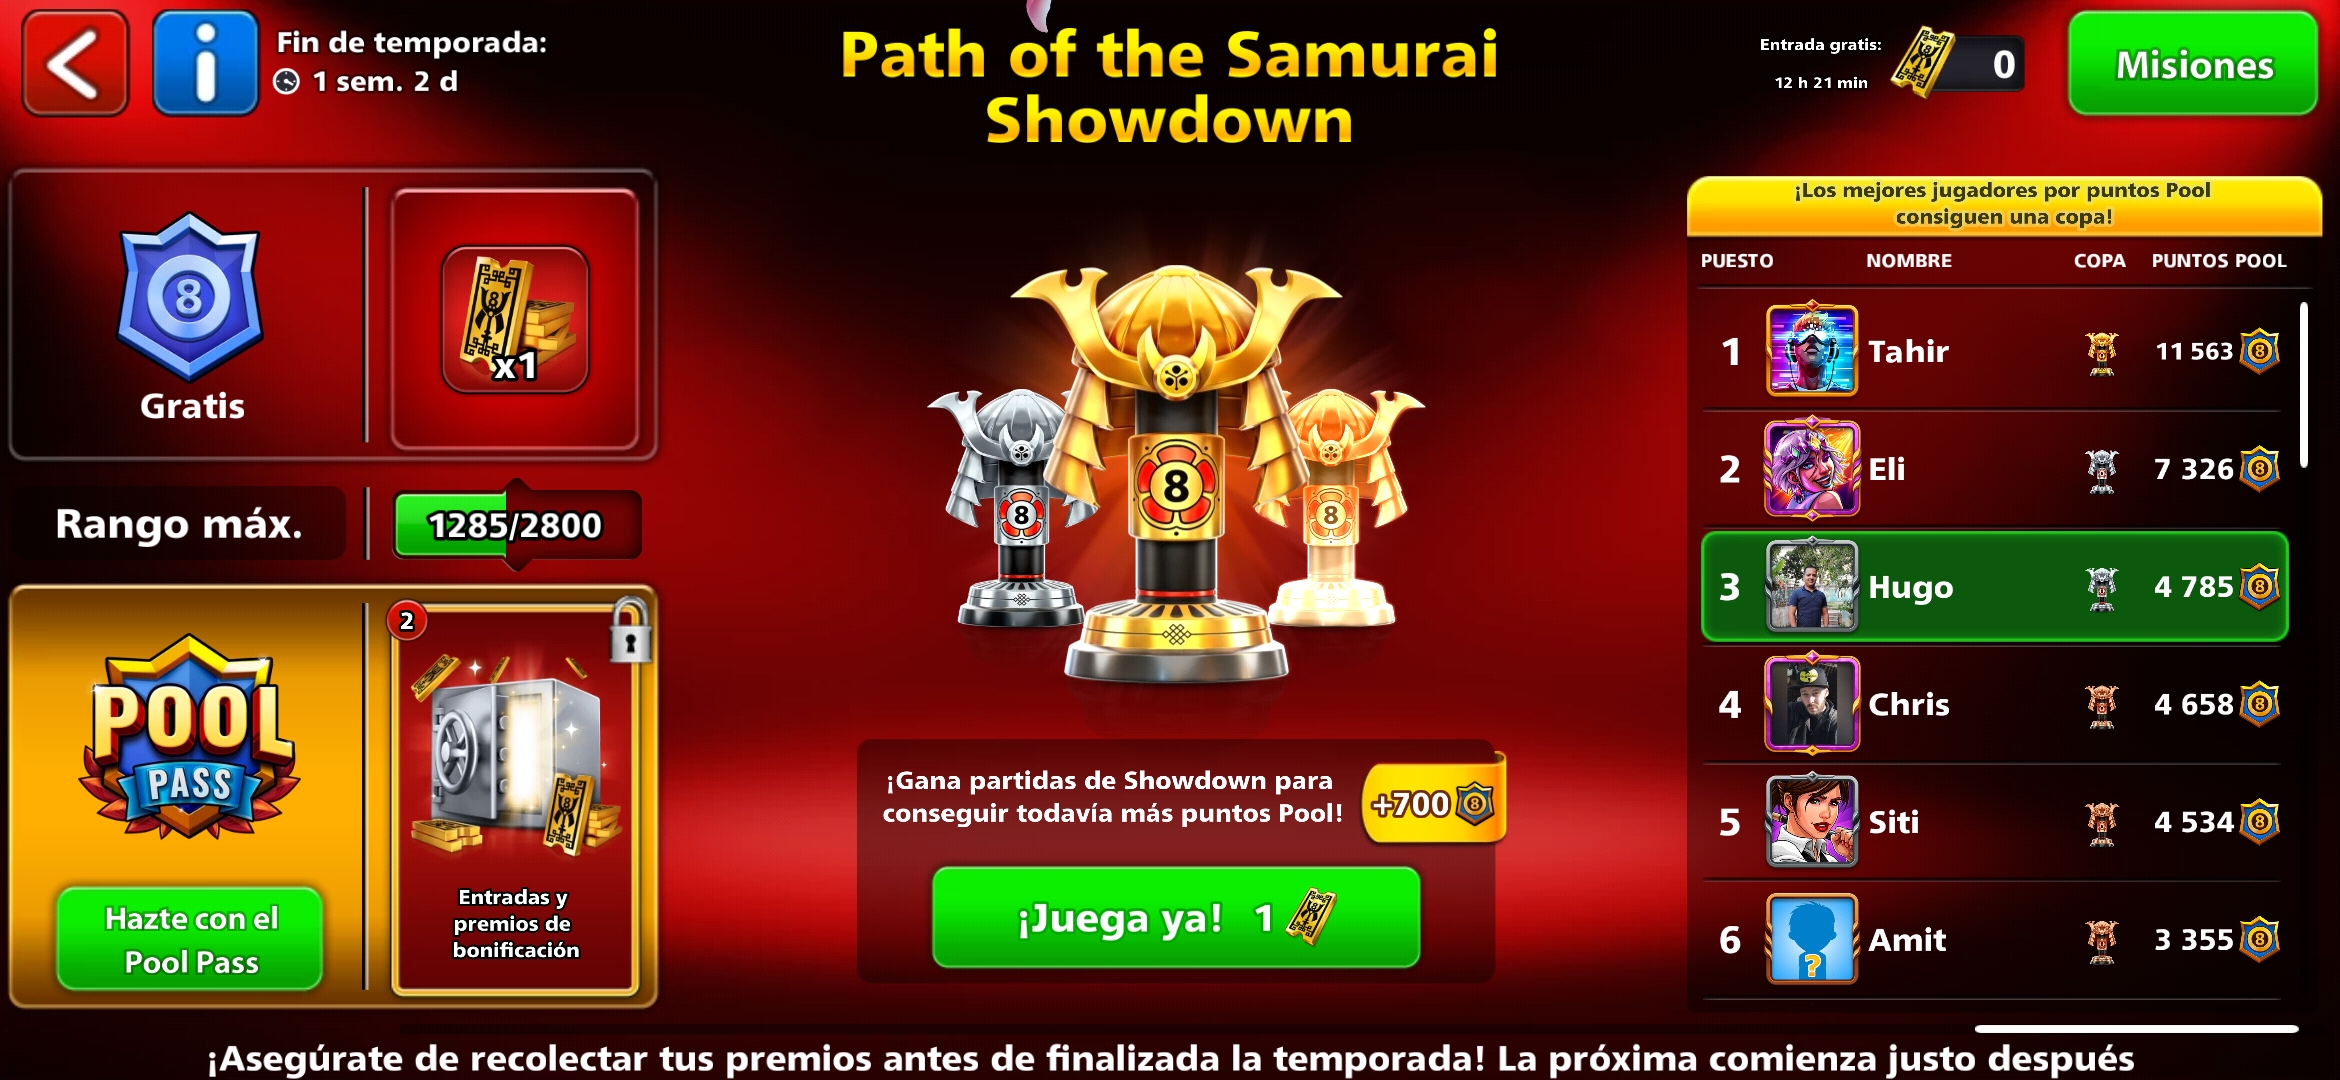 Fin de temporada:
1 sem. 2 d
Path of the Samurai
Showdown
Entrada gratis:
12 h 21 min
0
Misiones
8
Gratis
x1
Rango máx.
1285/2800
POOL
PASS
Hazte con el
Pool Pass
2
Entradas y
premios de
bonificación
8
8
8
¡Gana partidas de Showdown para
conseguir todavía más puntos Pool!
+700
¡Juega ya! 1
¡Los mejores jugadores por puntos Pool
consiguen una copa!
PUESTO NOMBRE COPA PUNTOS POOL
1 Tahir 11 563
2 Eli 7 326
3 Hugo 4 785
4 Chris 4 658
5 Siti 4 534
6 Amit 3 355
¡Asegúrate de recolectar tus premios antes de finalizada la temporada! La próxima comienza justo después